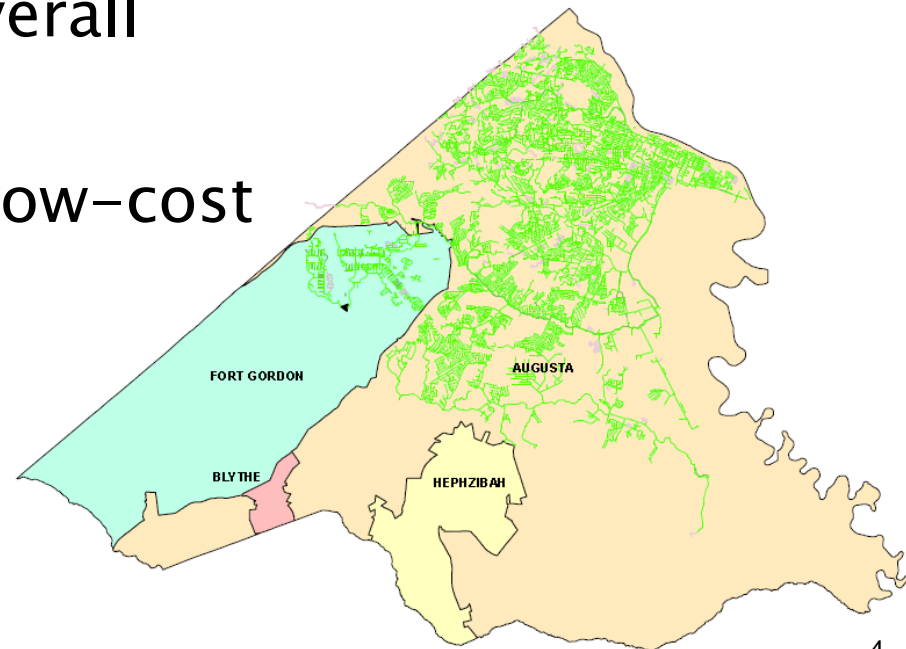 verall
ow-cost
FORT GORDON
AUGUSTA
BLYTHE
HEPHZIBAH